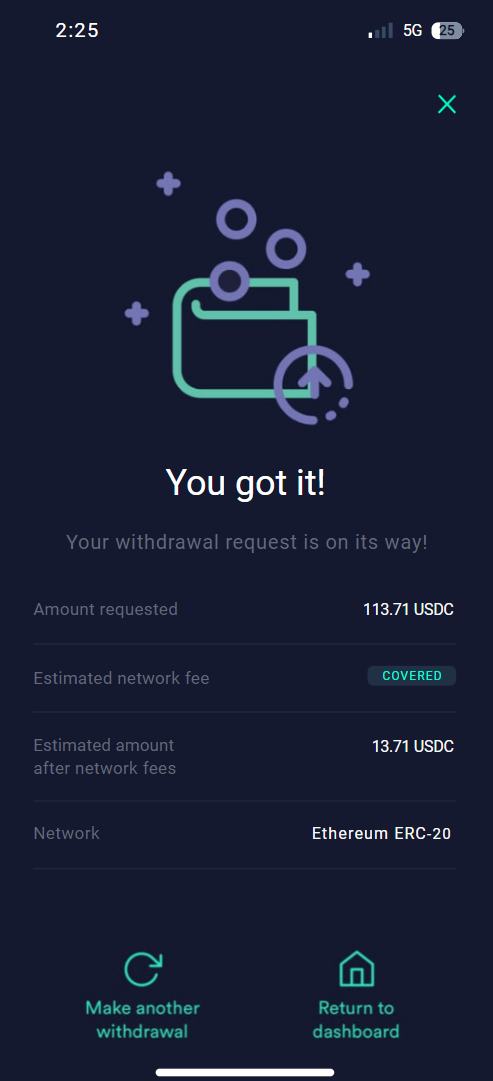 2:25 5G 25
You got it!
Your withdrawal request is on its way!
Amount requested 113.71 USDC
Estimated network fee COVERED
Estimated amount 13.71 USDC
after network fees
Network Ethereum ERC-20
Make another Return to
withdrawal dashboard